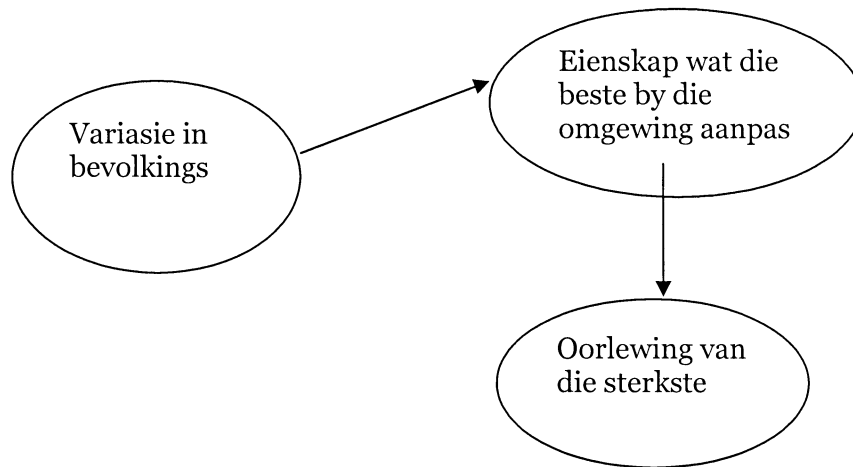 Variasie in
bevolkings
Eienskap wat die
beste by die
omgewing aanpas
Oorlewing van
die sterkste